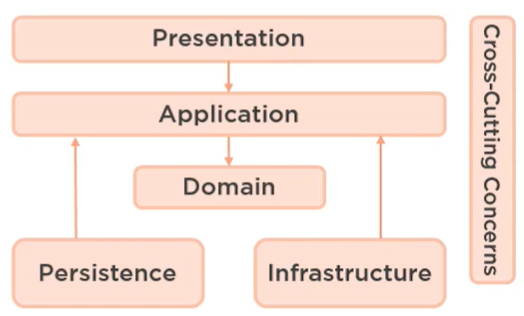 Presentation
Application
Domain
Persistence
Infrastructure
Cross-Cutting Concerns